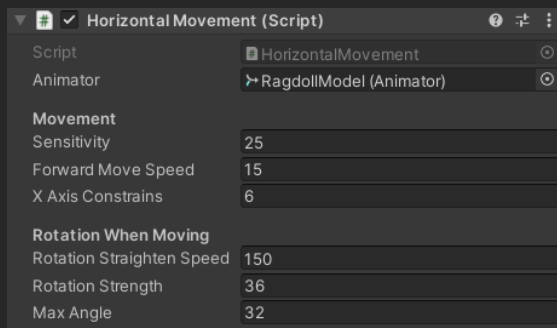 Horizontal Movement (Script)
Script HorizontalMovement
Animator RagdollModel (Animator)
Movement
Sensitivity 25
Forward Move Speed 15
X Axis Constrains 6
Rotation When Moving
Rotation Straighten Speed 150
Rotation Strength 36
Max Angle 32